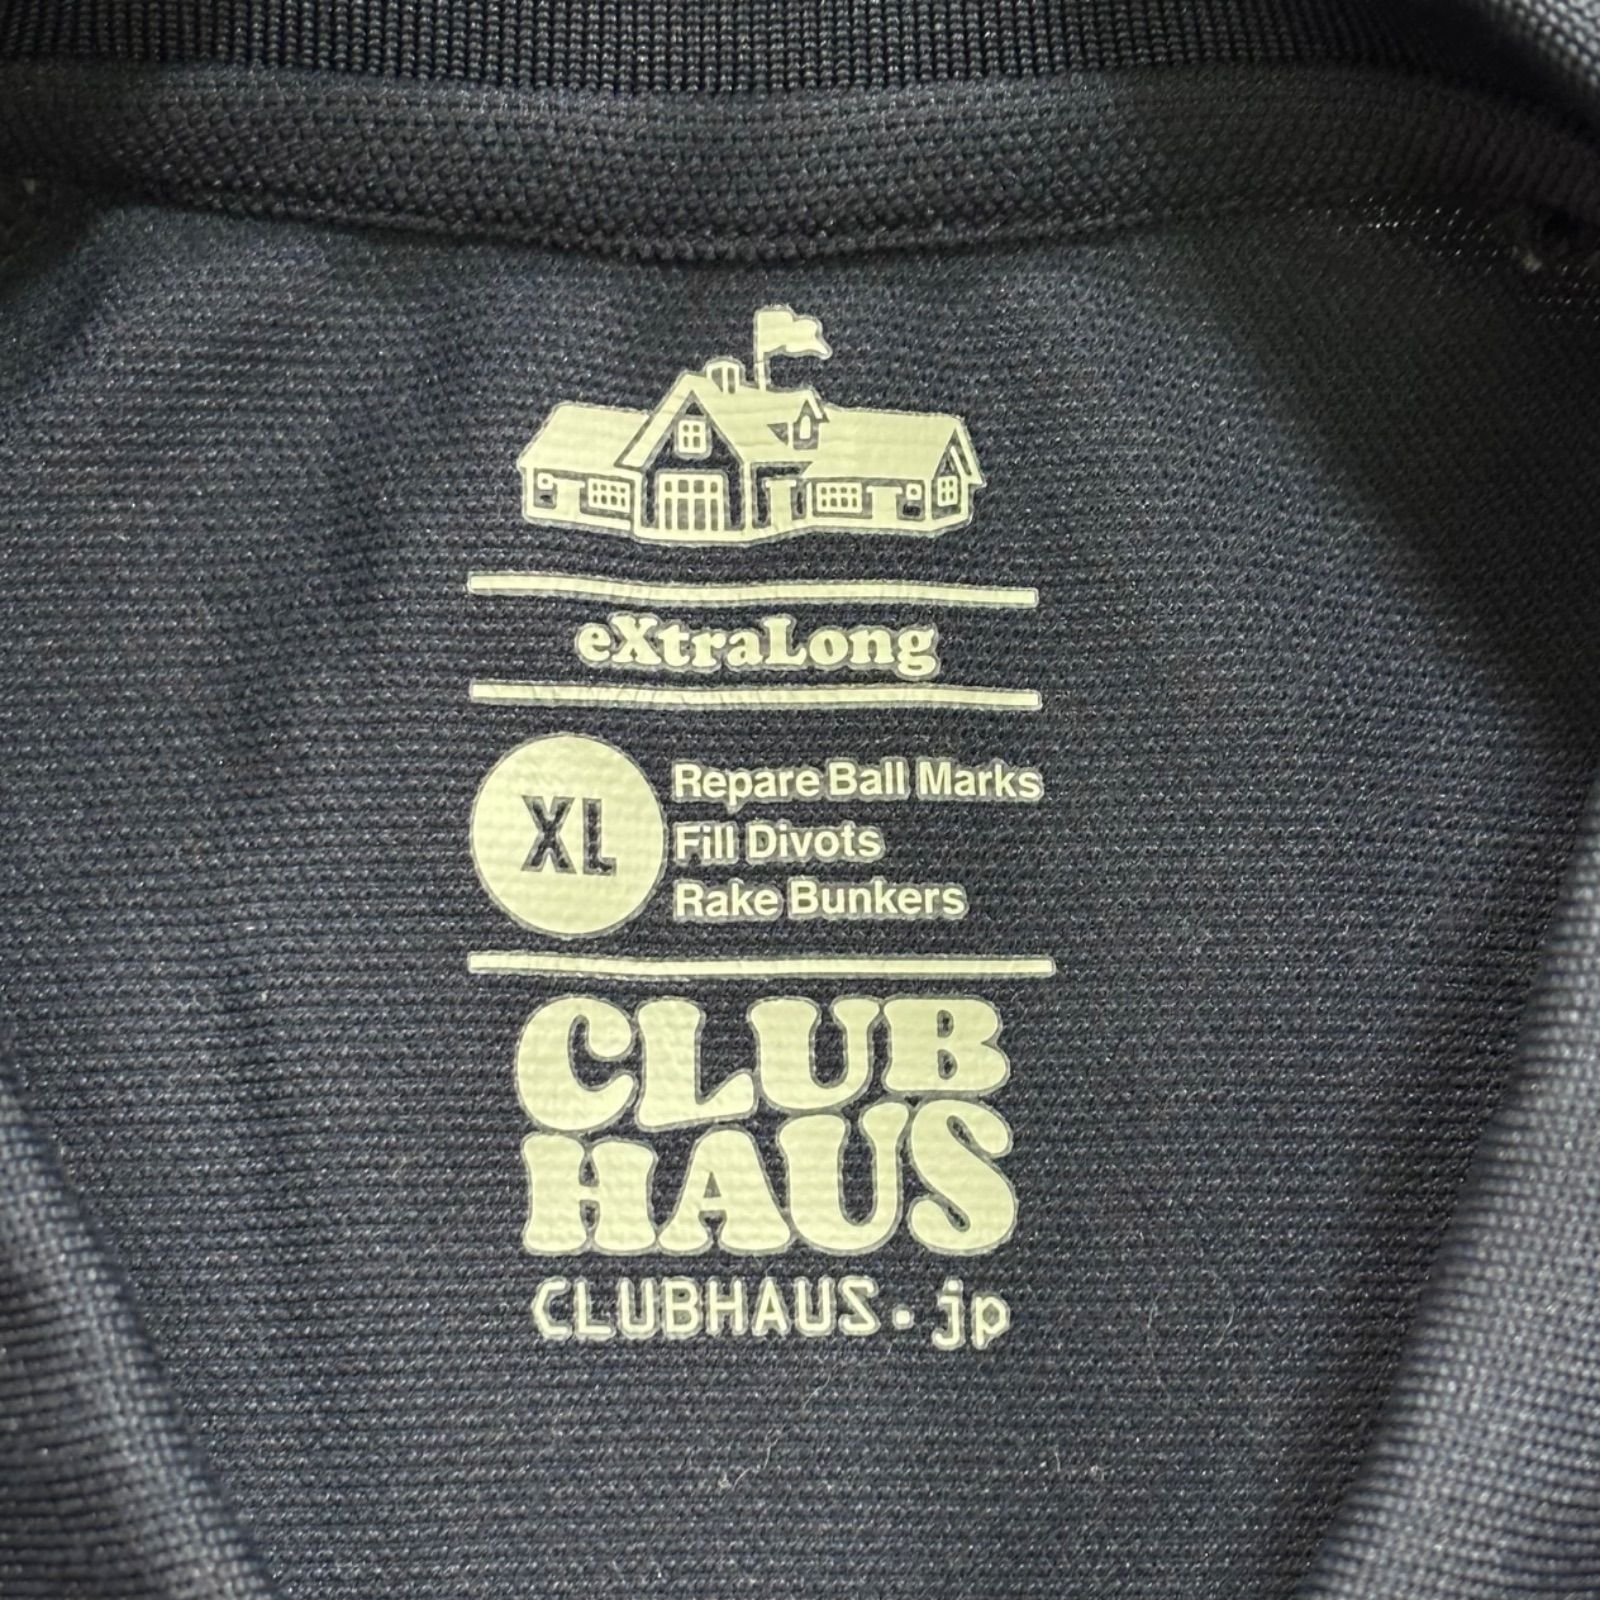 eXtraLong
XL
Repare Ball Marks
Fill Divots
Rake Bunkers
CLUB
HAUS
CLUBHAUS.jp